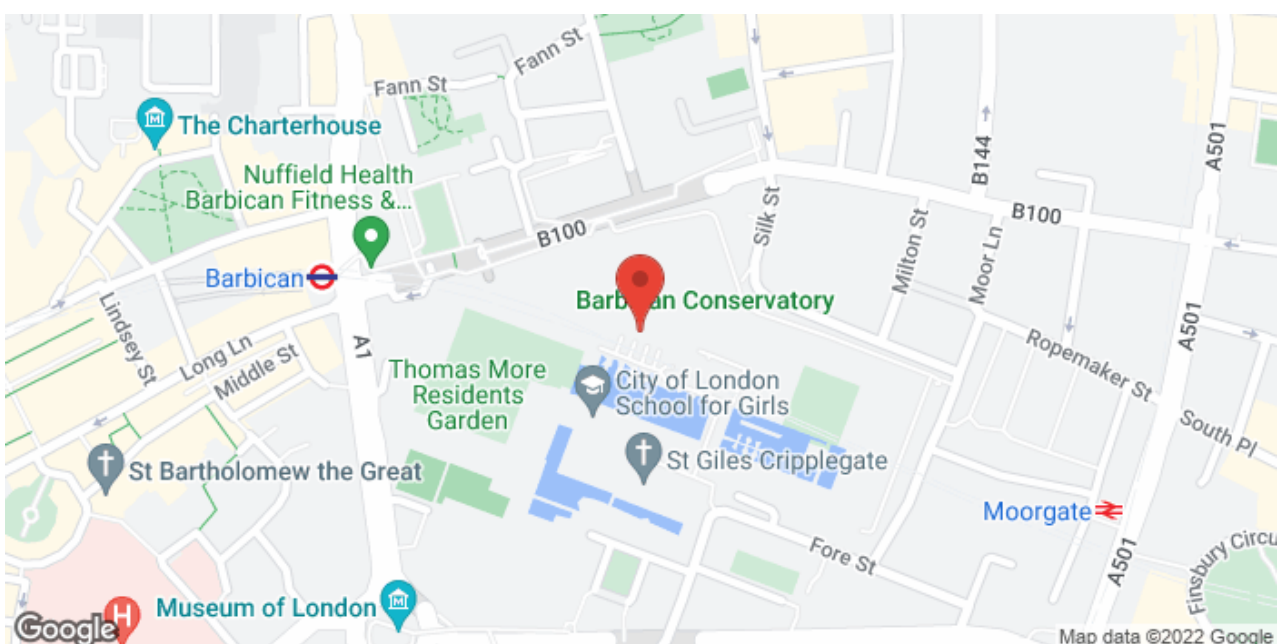 Fann St
Fann St
The Charterhouse
Nuffield Health
Barbican Fitness &...
B100
Silk St
Milton St
Moor Ln
B144
B100
A501
Barbican
Barbican Conservatory
Lindsey St
Long Ln
Middle St
A1
Thomas More
Residents
Garden
City of London
School for Girls
Ropemaker St
A501
South Pl
St Bartholomew the Great
St Giles Cripplegate
Moorgate
Fore St
A501
Finsbury Circu
Museum of London
H
Google
Map data ©2022 Google